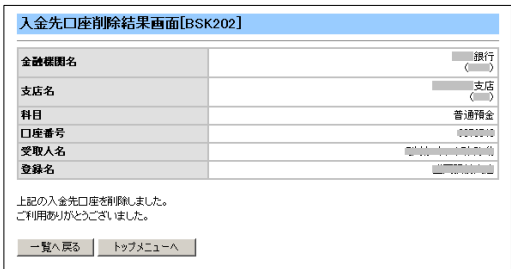 入金先口座削除結果画面[BSK202]
金融機関名 銀行
( )
支店名 支店
( )
科目 普通預金
口座番号
受取人名
登録名
上記の入金先口座を削除しました。
ご利用ありがとうございました。
一覧へ戻る トップメニューへ